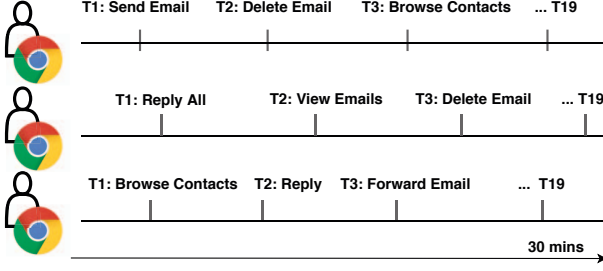 T1: Send Email T2: Delete Email T3: Browse Contacts ... T19
T1: Reply All T2: View Emails T3: Delete Email ... T19
T1: Browse Contacts T2: Reply T3: Forward Email ... T19
30 mins